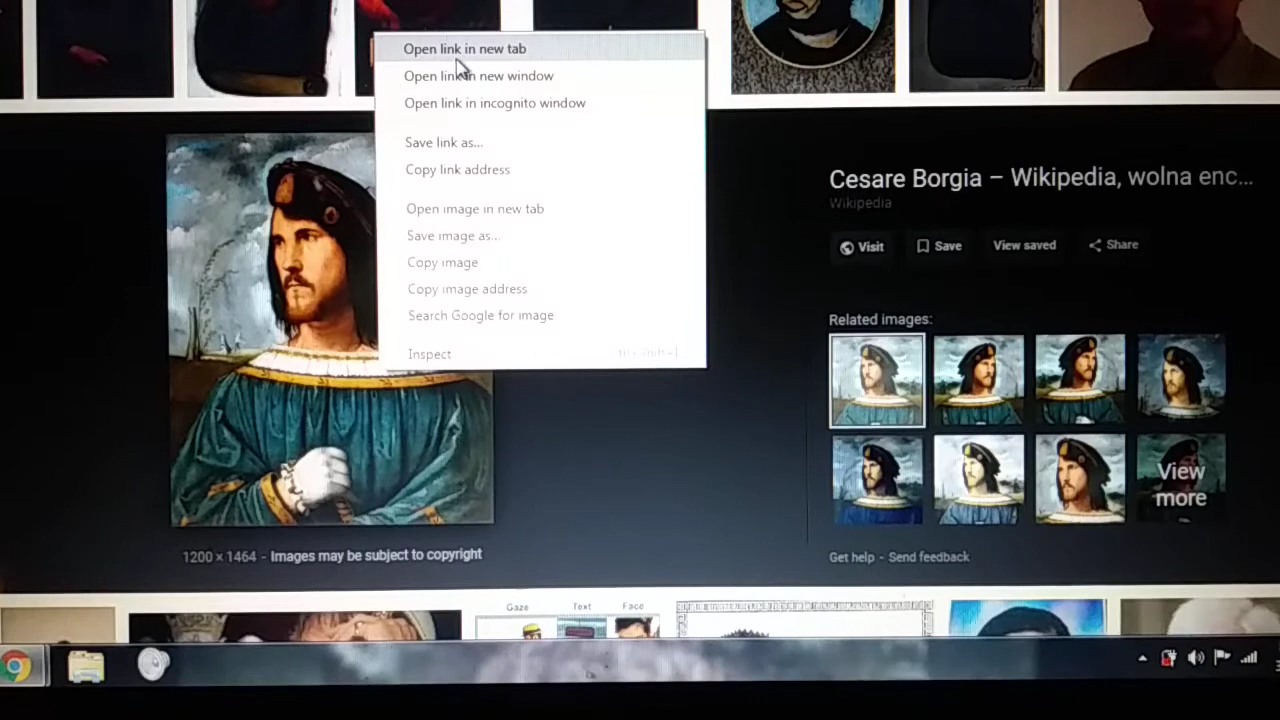 Open link in new tab
Open link in new window
Open link in incognito window
Save link as...
Copy link address
Open image in new tab
Save image as...
Copy image
Copy image address
Search Google for image
Inspect
Cesare Borgia – Wikipedia, wolna enc...
Wikipedia
Visit
Save
View saved
Share
Related images:
View
more
1200 × 1464 - Images may be subject to copyright
Get help - Send feedback
Gaze
Text
Face